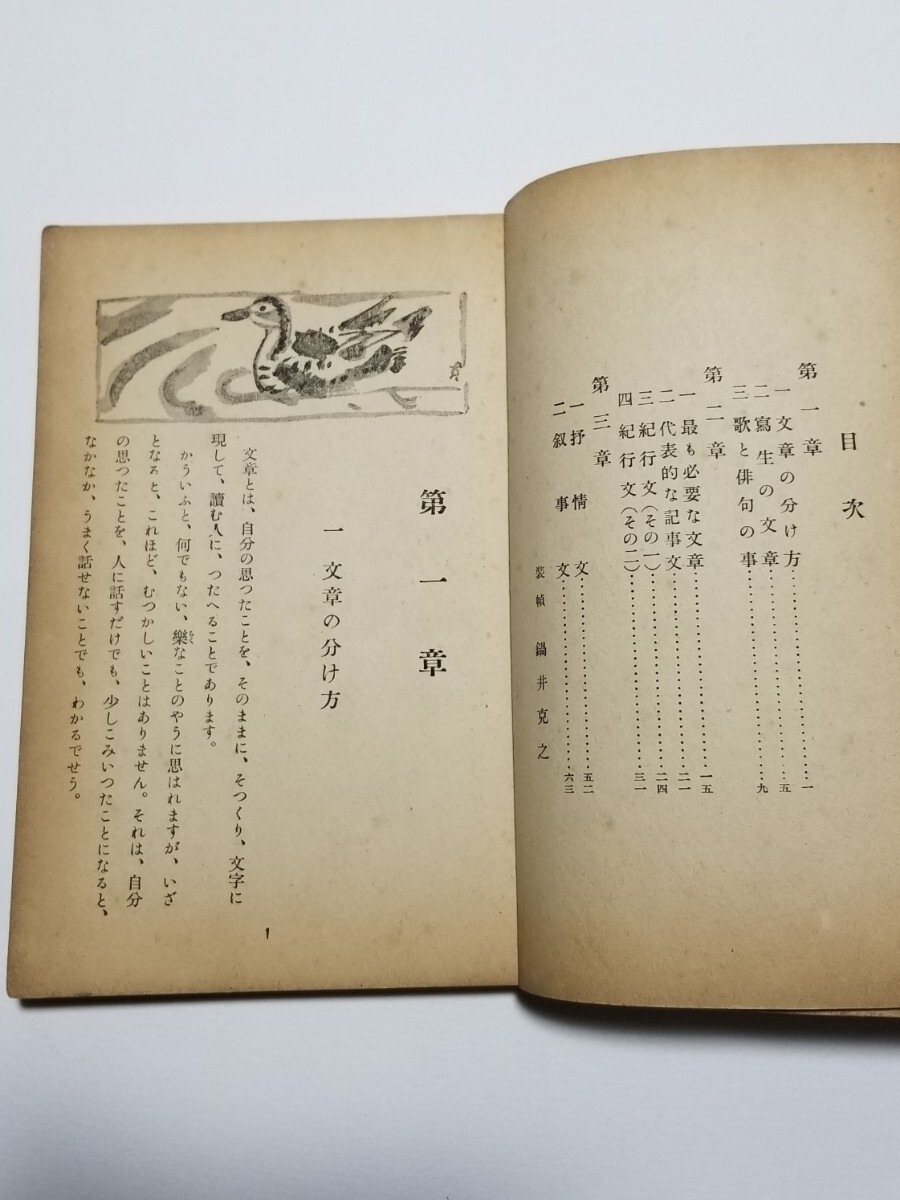 目次
第一章
一 文章の分け方……一
二 寫生の文章……五
三 歌と俳句の事……九
第二章……一五
一 最も必要な文章……二一
二 代表的な記事文……二四
三 紀行文(その一)……三一
四 紀行文(その二)
第三章
一 抒情文……五二
二 叙事文……六三
裝幀 鍋井克之
第一章
一 文章の分け方
文章とは、自分の思つたことを、そのままに、そつくり、文字に
現して、讀む人に、つたへることであります。
かういふと、何でもない、樂なことのやうに思はれますが、いざ
となると、これほど、むつかしいことはありません。それは、自分
の思つたことを、人に話すだけでも、少しこみいつたことになると、
なかなか、うまく話せないことでも、わかるでせう。
1